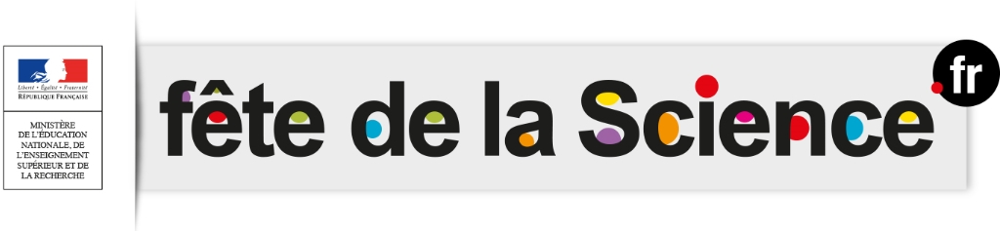 Liberté • Égalité • Fraternité
RÉPUBLIQUE FRANÇAISE
MINISTÈRE
DE L'ÉDUCATION
NATIONALE, DE
L'ENSEIGNEMENT
SUPÉRIEUR ET DE
LA RECHERCHE
fête de la Science
.fr